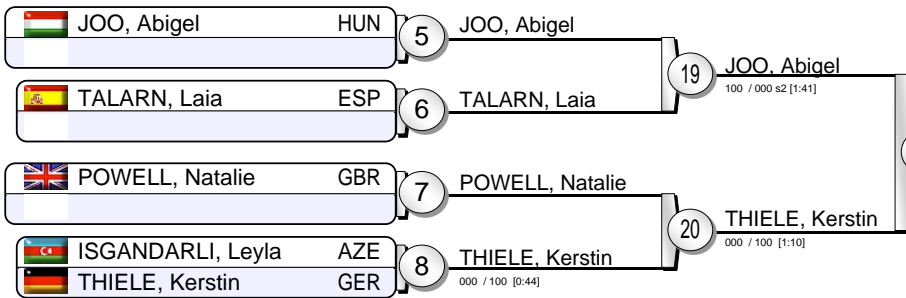 JOO, Abigel HUN
5
JOO, Abigel
TALARN, Laia ESP
6
TALARN, Laia
19
JOO, Abigel
100 / 000 s2 [1:41]
POWELL, Natalie GBR
7
POWELL, Natalie
ISGANDARLI, Leyla AZE
THIELE, Kerstin GER
8
THIELE, Kerstin
000 / 100 [0:44]
20
THIELE, Kerstin
000 / 100 [1:10]